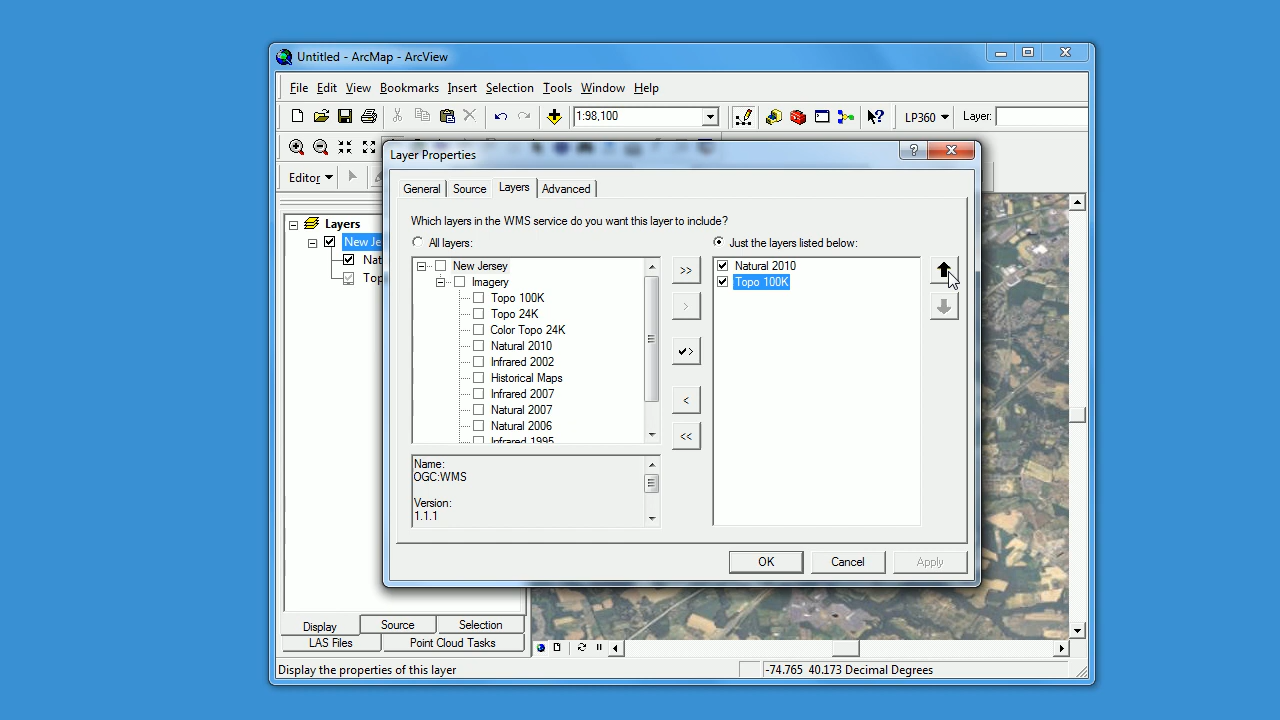 Untitled - ArcMap - ArcView
File Edit View Bookmarks Insert Selection Tools Window Help
1:98,100 LP360 Layer:
Layer Properties
Editor
General Source Layers Advanced
Which layers in the WMS service do you want this layer to include?
Layers
All layers: Just the layers listed below:
New Je
Nat
Top
New Jersey
Imagery
Topo 100K
Topo 24K
Color Topo 24K
Natural 2010
Infrared 2002
Historical Maps
Infrared 2007
Natural 2007
Natural 2006
Infrared 1995
>>
>
>
<
<<
Natural 2010
Topo 100K
Name:
OGC:WMS
Version:
1.1.1
OK Cancel Apply
Display Source Selection
LAS Files Point Cloud Tasks
Display the properties of this layer -74.765 40.173 Decimal Degrees